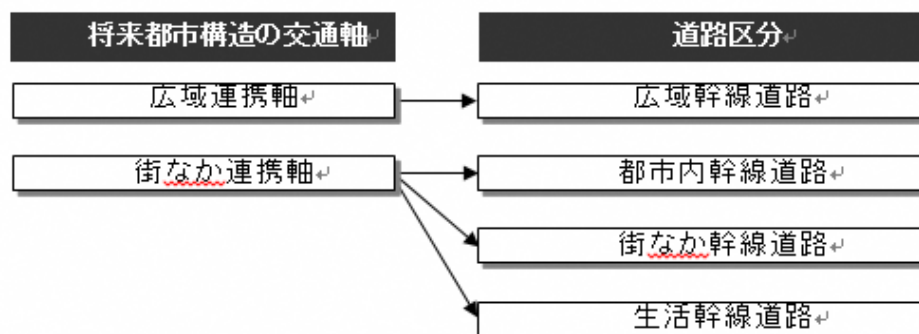 将来都市構造の交通軸
道路区分
広域連携軸
広域幹線道路
街なか連携軸
都市内幹線道路
街なか幹線道路
生活幹線道路